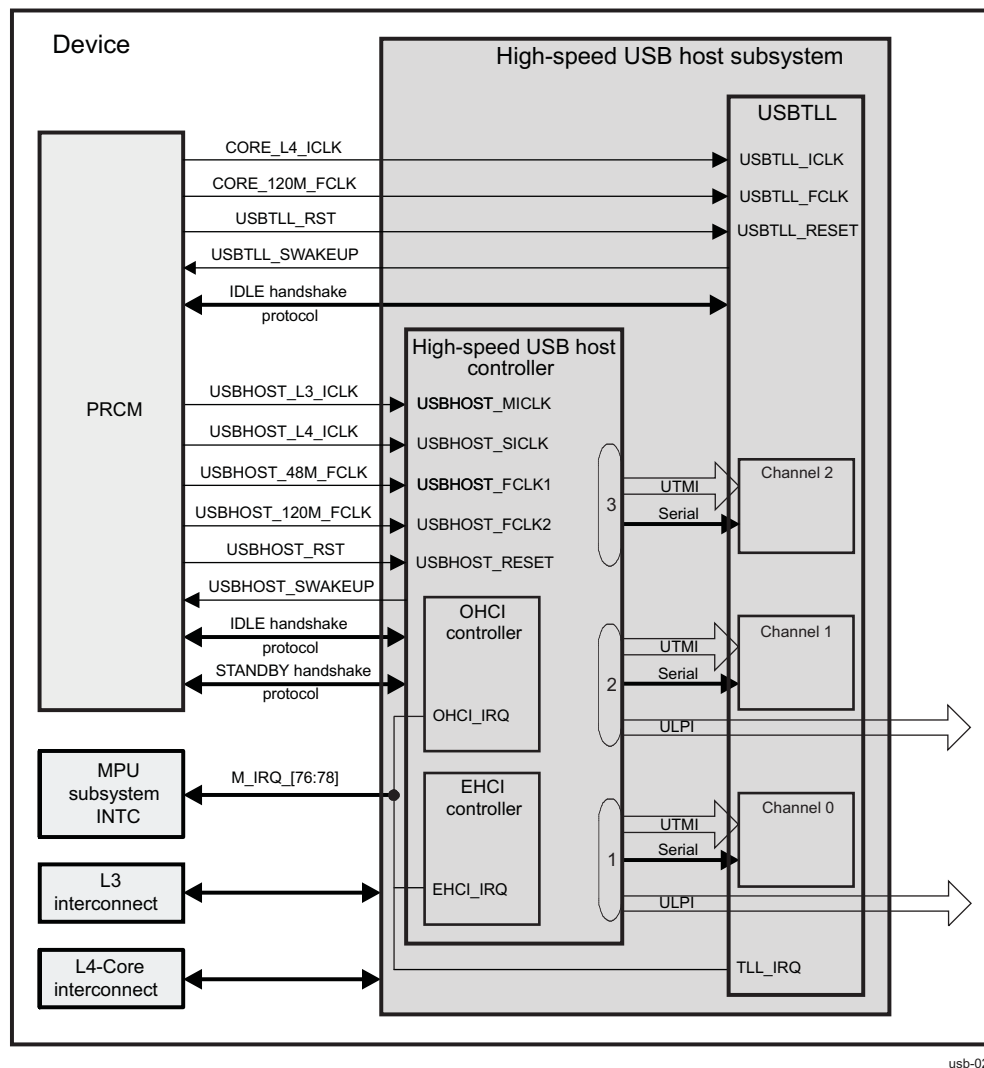 Device
High-speed USB host subsystem
USBTLL
CORE_L4_ICLK
USBTLL_ICLK
CORE_120M_FCLK
USBTLL_FCLK
USBTLL_RST
USBTLL_RESET
USBTLL_SWAKEUP
IDLE handshake
protocol
High-speed USB host
controller
PRCM
USBHOST_L3_ICLK
USBHOST_MICLK
USBHOST_L4_ICLK
USBHOST_SICLK
USBHOST_48M_FCLK
USBHOST_FCLK1
USBHOST_120M_FCLK
USBHOST_FCLK2
USBHOST_RST
USBHOST_RESET
USBHOST_SWAKEUP
IDLE handshake
protocol
STANDBY handshake
protocol
3
UTMI
Serial
Channel 2
OHCI
controller
OHCI_IRQ
2
UTMI
Serial
Channel 1
ULPI
MPU
subsystem
INTC
M_IRQ_[76:78]
EHCI
controller
EHCI_IRQ
1
UTMI
Serial
Channel 0
ULPI
L3
interconnect
L4-Core
interconnect
TLL_IRQ